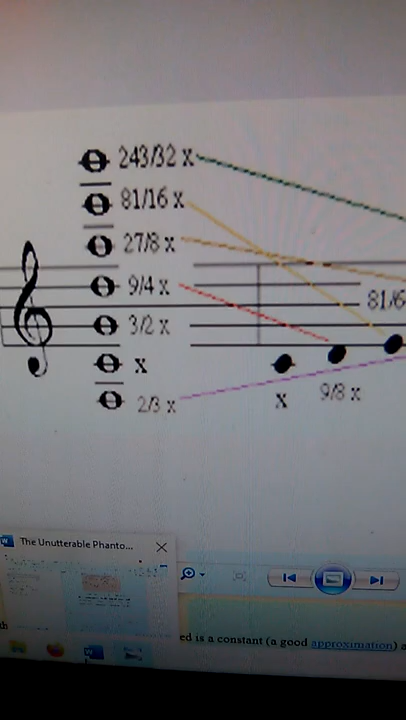 243/32 x
81/16 x
27/8 x
9/4 x
3/2 x
x
2/3 x
81/6
x
9/8 x
The Unutterable Phanto...
ed is a constant (a good approximation) a